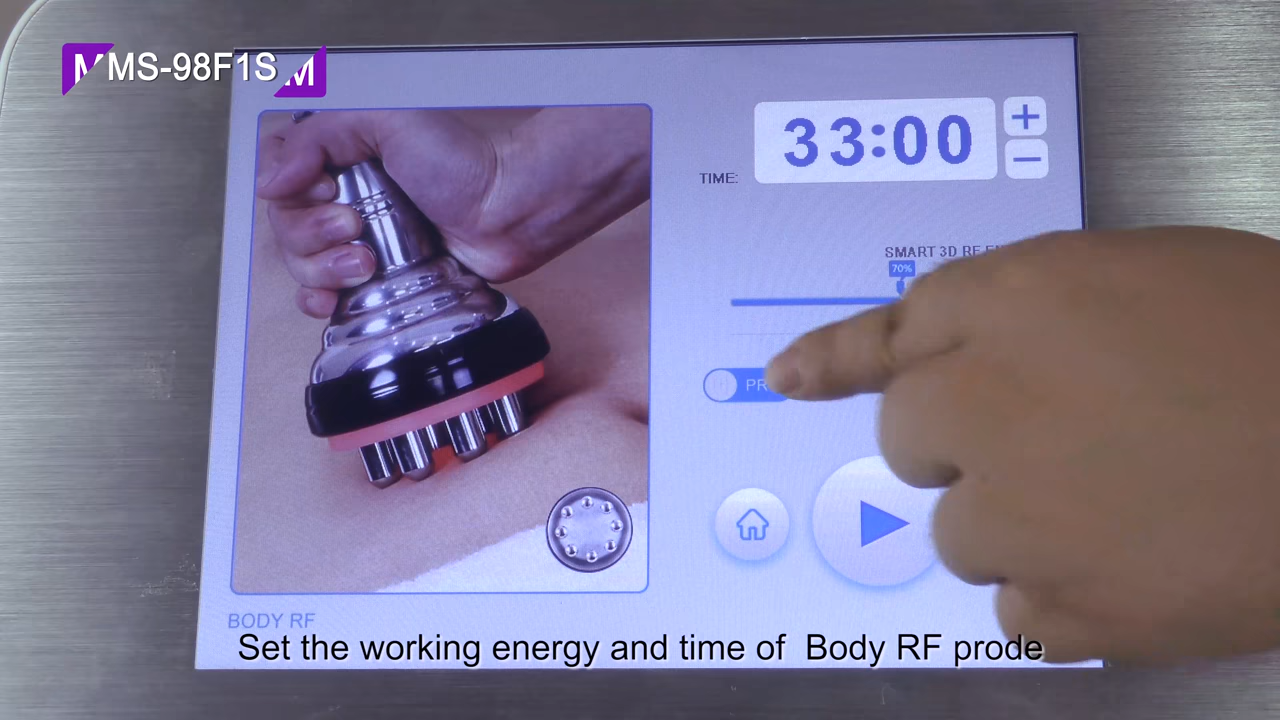 MMS-98F1S M
33:00
TIME:
SMART 3D RF
70%
BODY RF
Set the working energy and time of Body RF prode